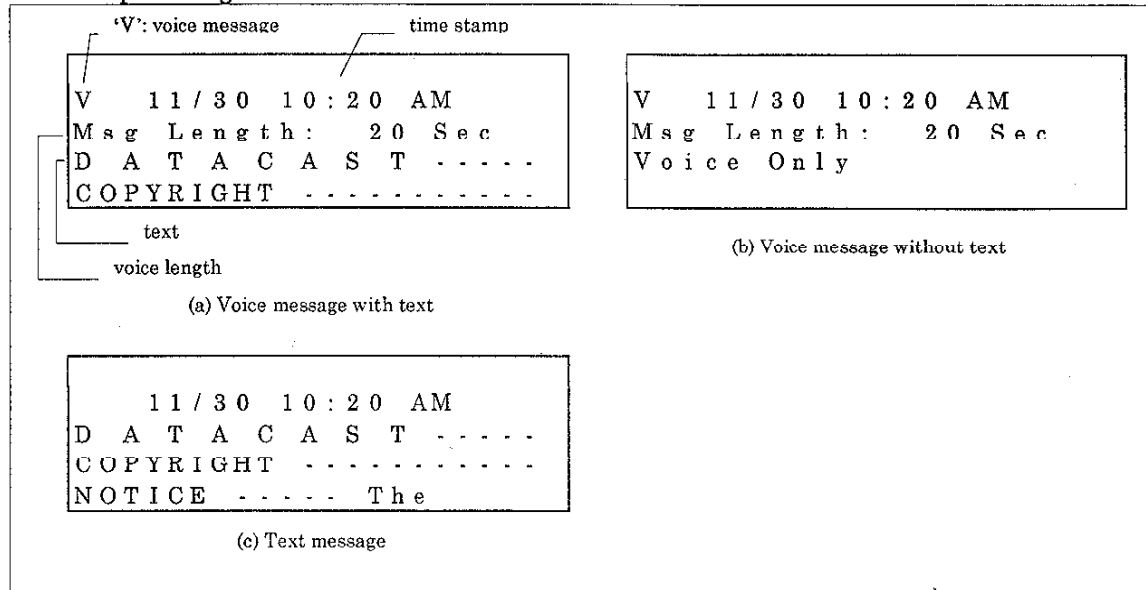 'V': voice message
time stamp
V 11/30 10:20 AM
Msg Length: 20 Sec
D A T A C A S T - - - - -
COPYRIGHT - - - - - - - - - - -
text
voice length
(a) Voice message with text
V 11/30 10:20 AM
Msg Length: 20 Sec
Voice Only
(b) Voice message without text
11/30 10:20 AM
D A T A C A S T - - - - -
COPYRIGHT - - - - - - - - - - -
NOTICE - - - - - The
(c) Text message